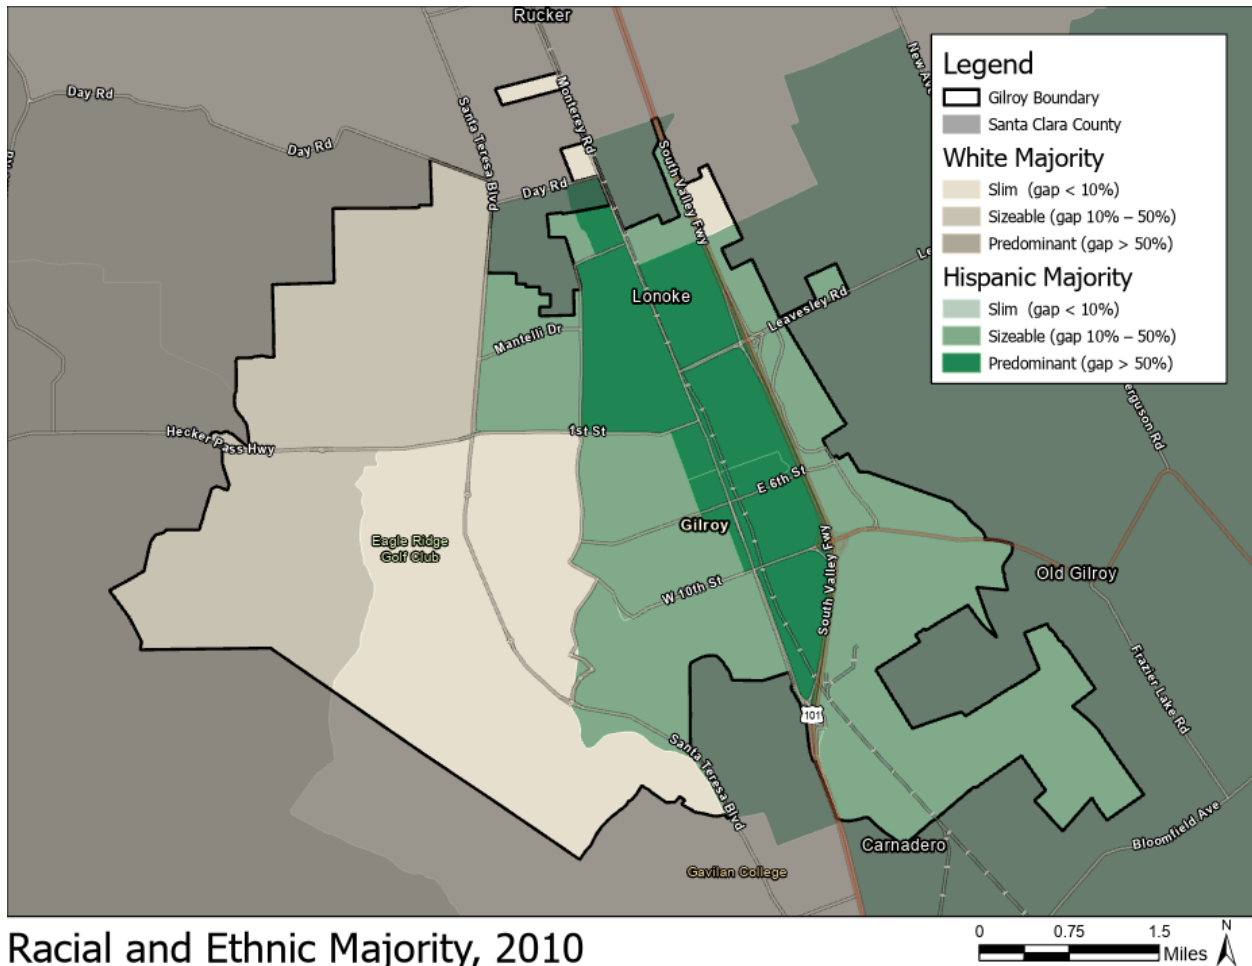 Rucker
Day Rd
Day Rd
Santa Teresa Blvd
Monterey Rd
Day Rd
South Valley Fwy
New Ave
Lonoke
Leavesley Rd
Mantelli Dr
Hecker Pass Hwy
1st St
E 6th St
Gilroy
Eagle Ridge
Golf Club
W 10th St
South Valley Fwy
erguson Rd
Old Gilroy
Frazier Lake Rd
101
Santa Teresa Blvd
Carnadero
Bloomfield Ave
Gavilan College
Legend
Gilroy Boundary
Santa Clara County
White Majority
Slim (gap < 10%)
Sizeable (gap 10% – 50%)
Predominant (gap > 50%)
Hispanic Majority
Slim (gap < 10%)
Sizeable (gap 10% – 50%)
Predominant (gap > 50%)
Racial and Ethnic Majority, 2010
0 0.75 1.5
Miles
N